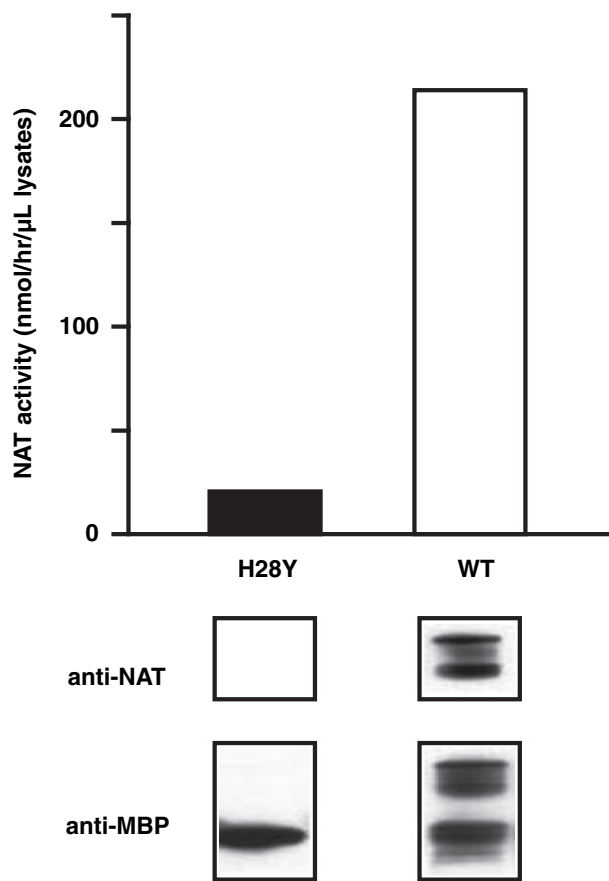 NAT activity (nmol/hr/µL lysates)
200
100
0
H28Y WT
anti-NAT
anti-MBP